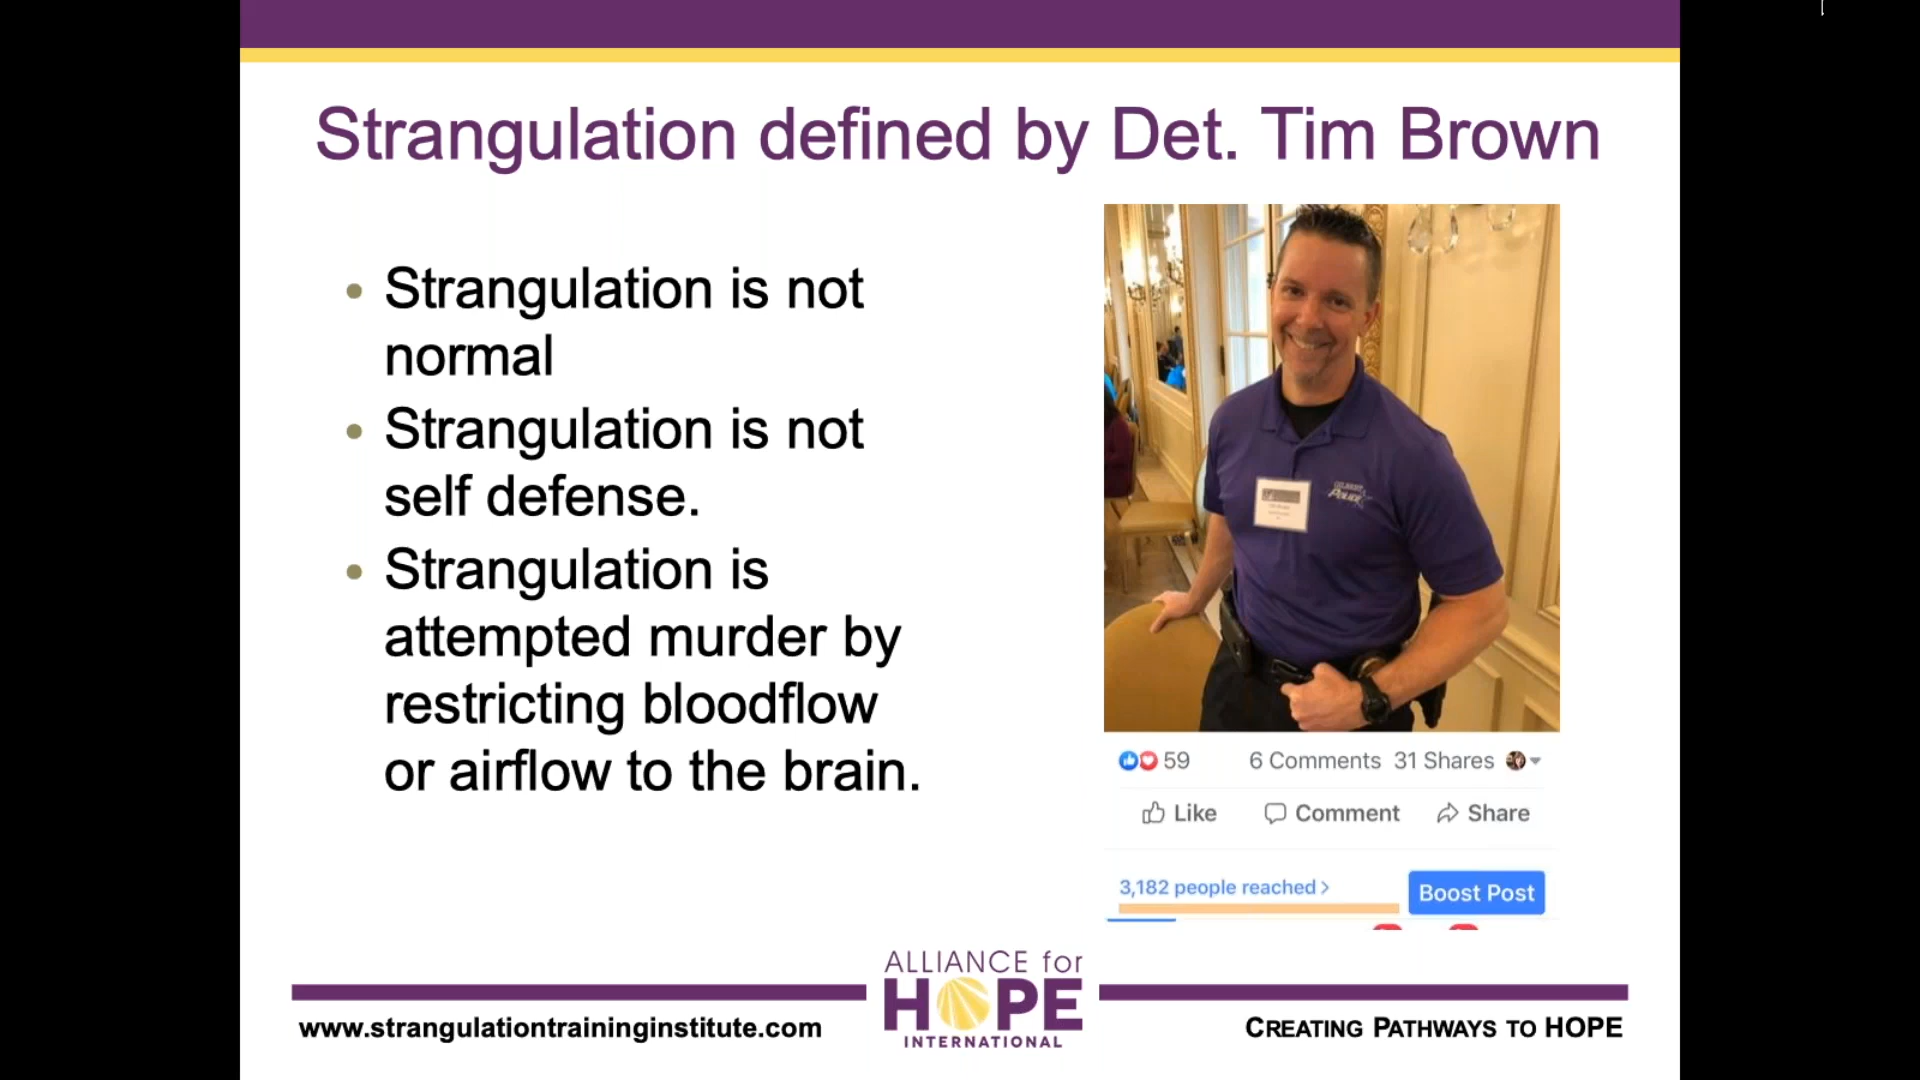 Strangulation defined by Det. Tim Brown
• Strangulation is not
normal
• Strangulation is not
self defense.
• Strangulation is
attempted murder by
restricting bloodflow
or airflow to the brain.
GILBERT
POLICE
59 6 Comments 31 Shares
Like Comment Share
3,182 people reached >
Boost Post
ALLIANCE for
HOPE
INTERNATIONAL
www.strangulationtraininginstitute.com
CREATING PATHWAYS TO HOPE